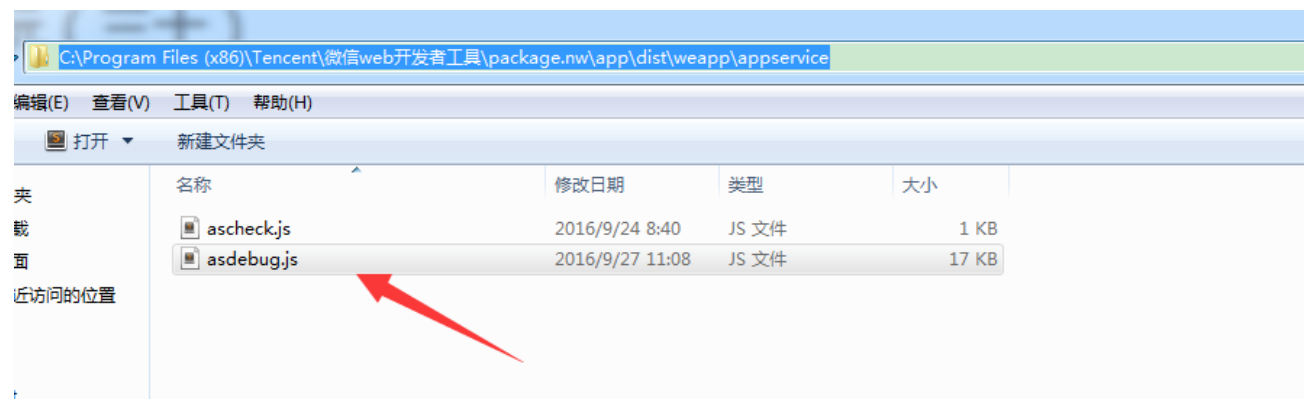 (二十)
C:\Program Files (x86)\Tencent\微信web开发者工具\package.nw\app\dist\weapp\appservice
编辑(E) 查看(V) 工具(T) 帮助(H)
打开 新建文件夹
名称 修改日期 类型 大小
夹
载 ascheck.js 2016/9/24 8:40 JS 文件 1 KB
面 asdebug.js 2016/9/27 11:08 JS 文件 17 KB
近访问的位置